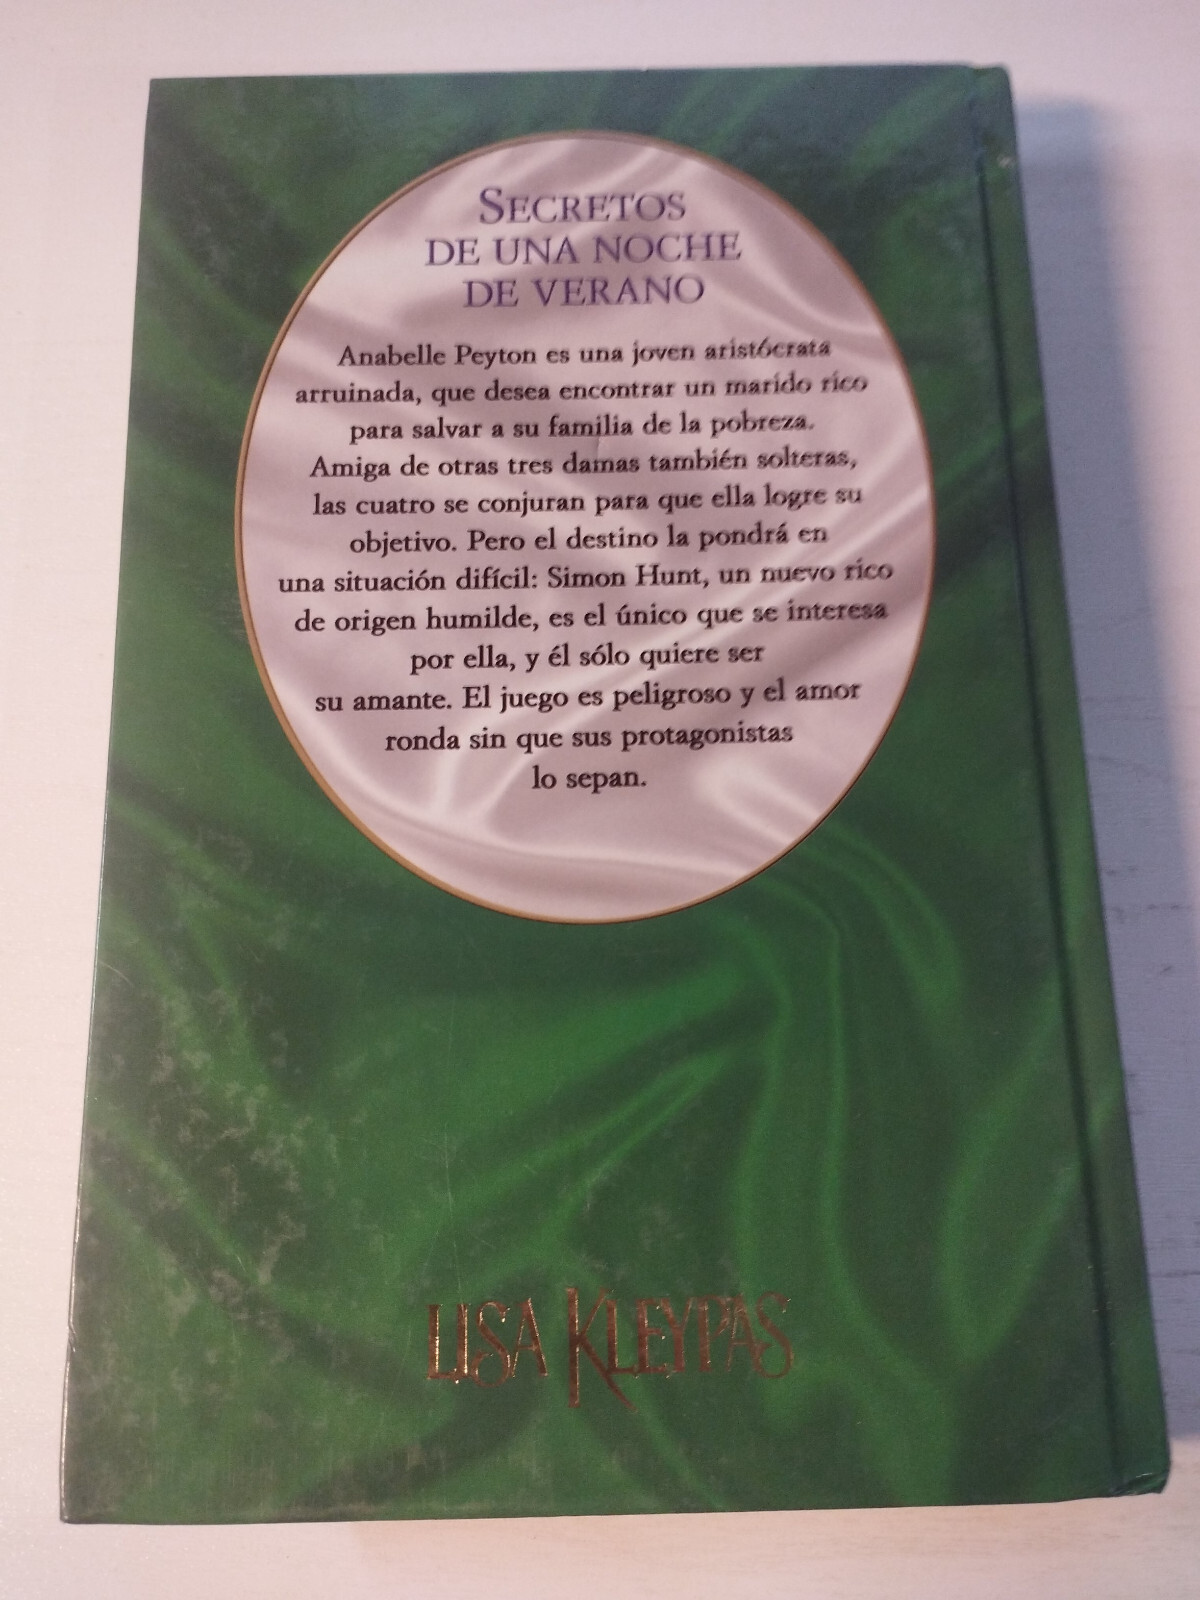 SECRETOS
DE UNA NOCHE
DE VERANO
Anabelle Peyton es una joven aristócrata
arruinada, que desea encontrar un marido rico
para salvar a su familia de la pobreza.
Amiga de otras tres damas también solteras,
las cuatro se conjuran para que ella logre su
objetivo. Pero el destino la pondrá en
una situación difícil: Simon Hunt, un nuevo rico
de origen humilde, es el único que se interesa
por ella, y él sólo quiere ser
su amante. El juego es peligroso y el amor
ronda sin que sus protagonistas
lo sepan.
LISA KLEYPAS